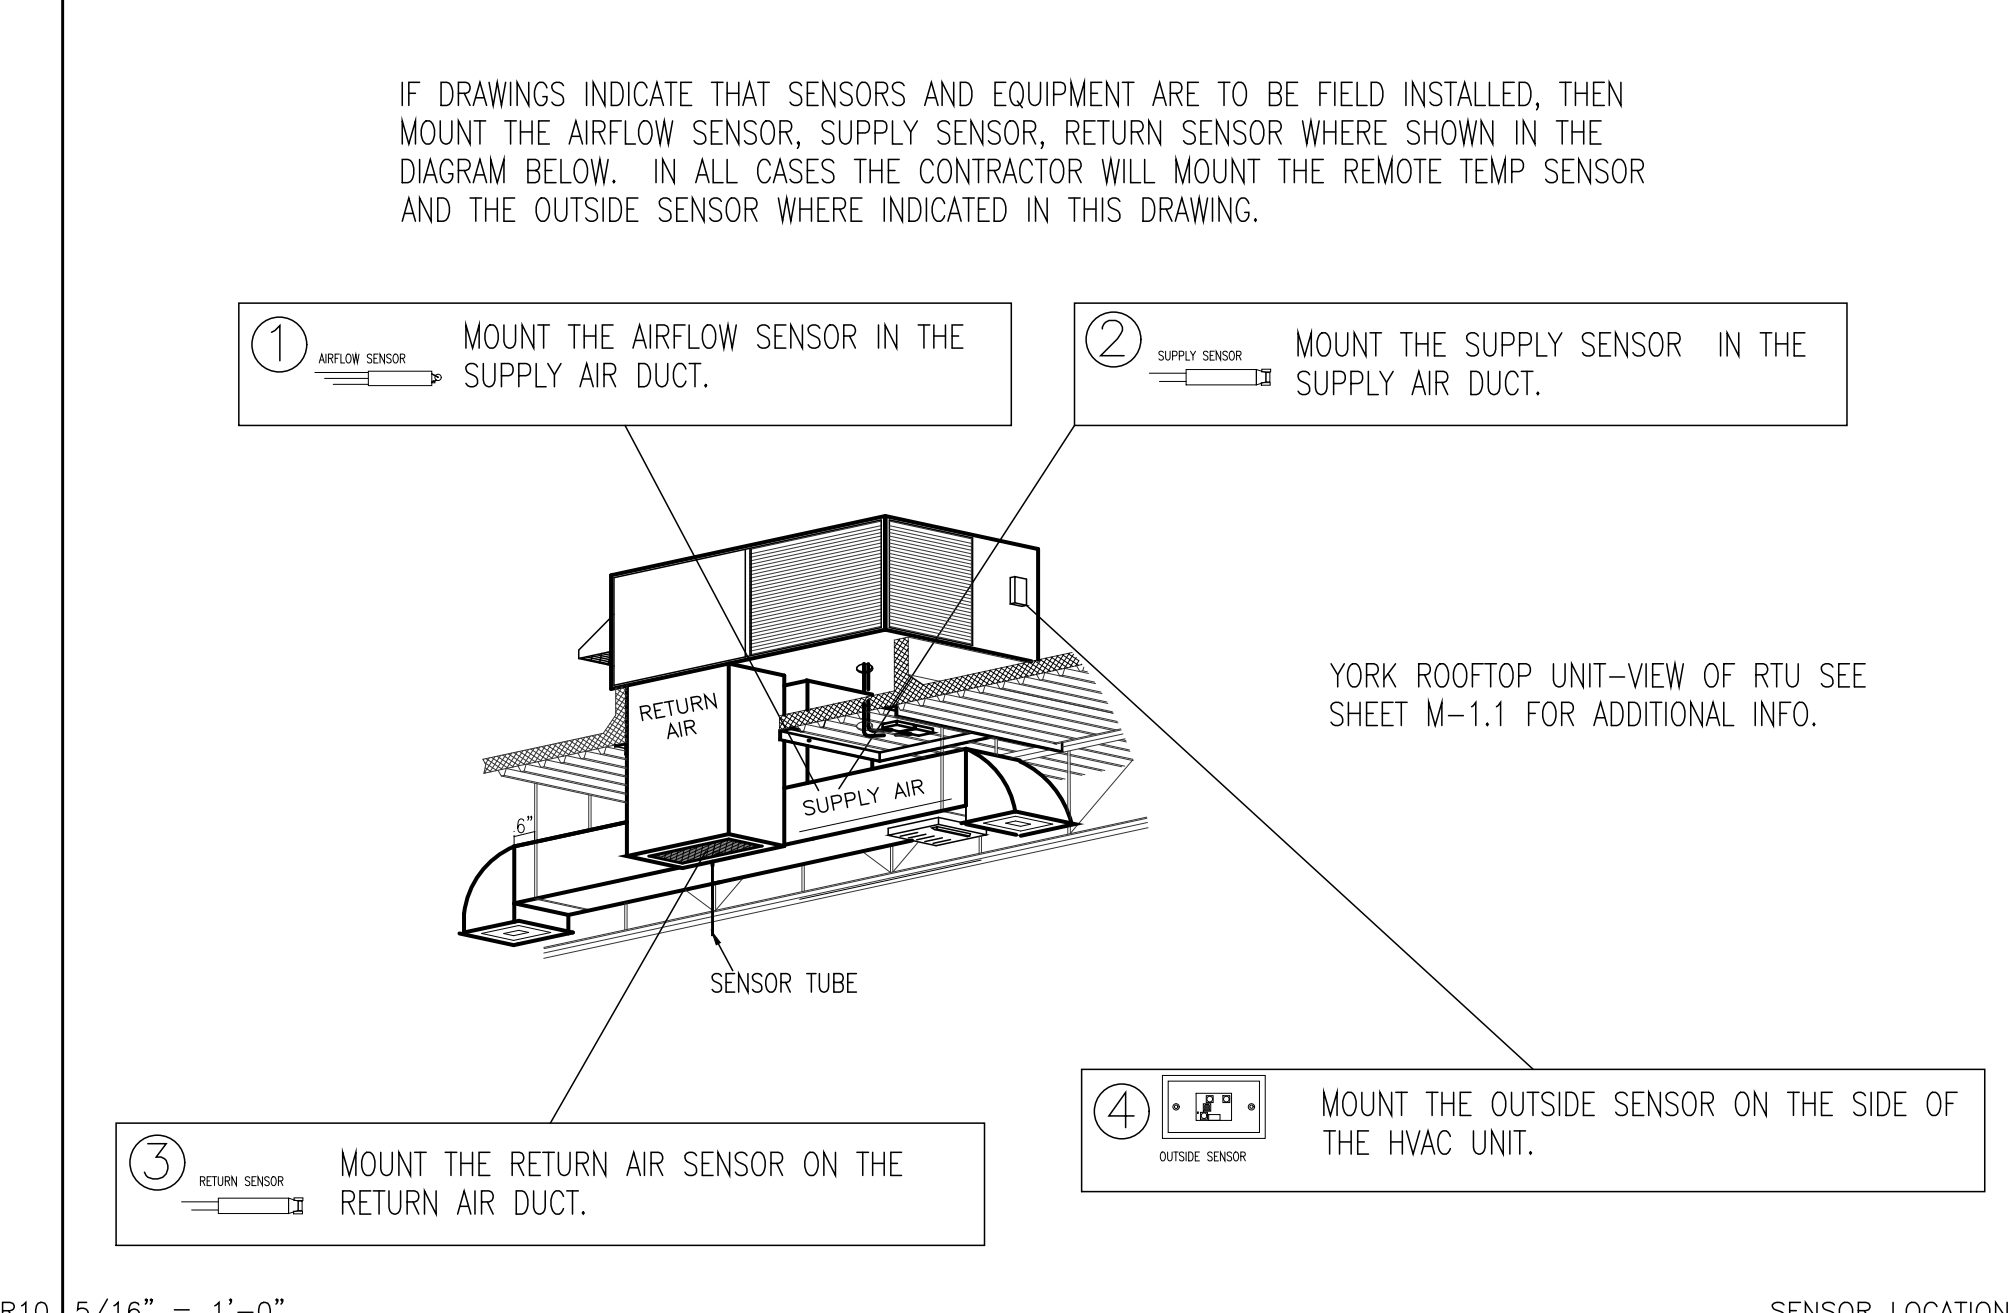 IF DRAWINGS INDICATE THAT SENSORS AND EQUIPMENT ARE TO BE FIELD INSTALLED, THEN
MOUNT THE AIRFLOW SENSOR, SUPPLY SENSOR, RETURN SENSOR WHERE SHOWN IN THE
DIAGRAM BELOW.  IN ALL CASES THE CONTRACTOR WILL MOUNT THE REMOTE TEMP SENSOR
AND THE OUTSIDE SENSOR WHERE INDICATED IN THIS DRAWING.
1
AIRFLOW SENSOR
MOUNT THE AIRFLOW SENSOR IN THE
SUPPLY AIR DUCT.
2
SUPPLY SENSOR
MOUNT THE SUPPLY SENSOR  IN THE
SUPPLY AIR DUCT.
RETURN
AIR
SUPPLY AIR
6"
SENSOR TUBE
YORK ROOFTOP UNIT-VIEW OF RTU SEE
SHEET M-1.1 FOR ADDITIONAL INFO.
3
RETURN SENSOR
MOUNT THE RETURN AIR SENSOR ON THE
RETURN AIR DUCT.
4
OUTSIDE SENSOR
MOUNT THE OUTSIDE SENSOR ON THE SIDE OF
THE HVAC UNIT.
R10
5/16" = 1'-0"
SENSOR LOCATION